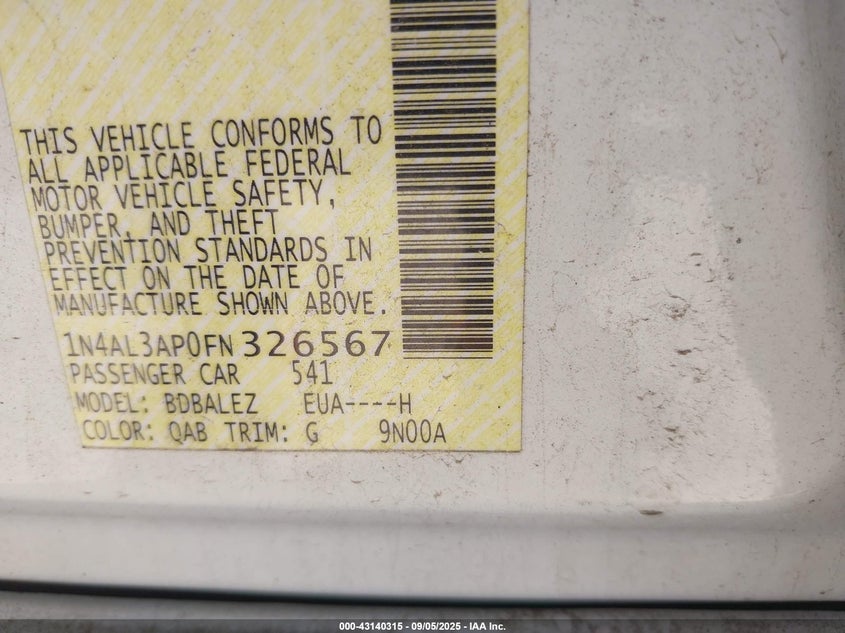 THIS VEHICLE CONFORMS TO
ALL APPLICABLE FEDERAL
MOTOR VEHICLE SAFETY,
BUMPER, AND THEFT
PREVENTION STANDARDS IN
EFFECT ON THE DATE OF
MANUFACTURE SHOWN ABOVE.
1N4AL3AP0FN326567
PASSENGER CAR 541
MODEL: BDBALEZ EUA----H
COLOR: QAB TRIM: G 9N00A
000-43140315 - 09/05/2025 - IAA Inc.